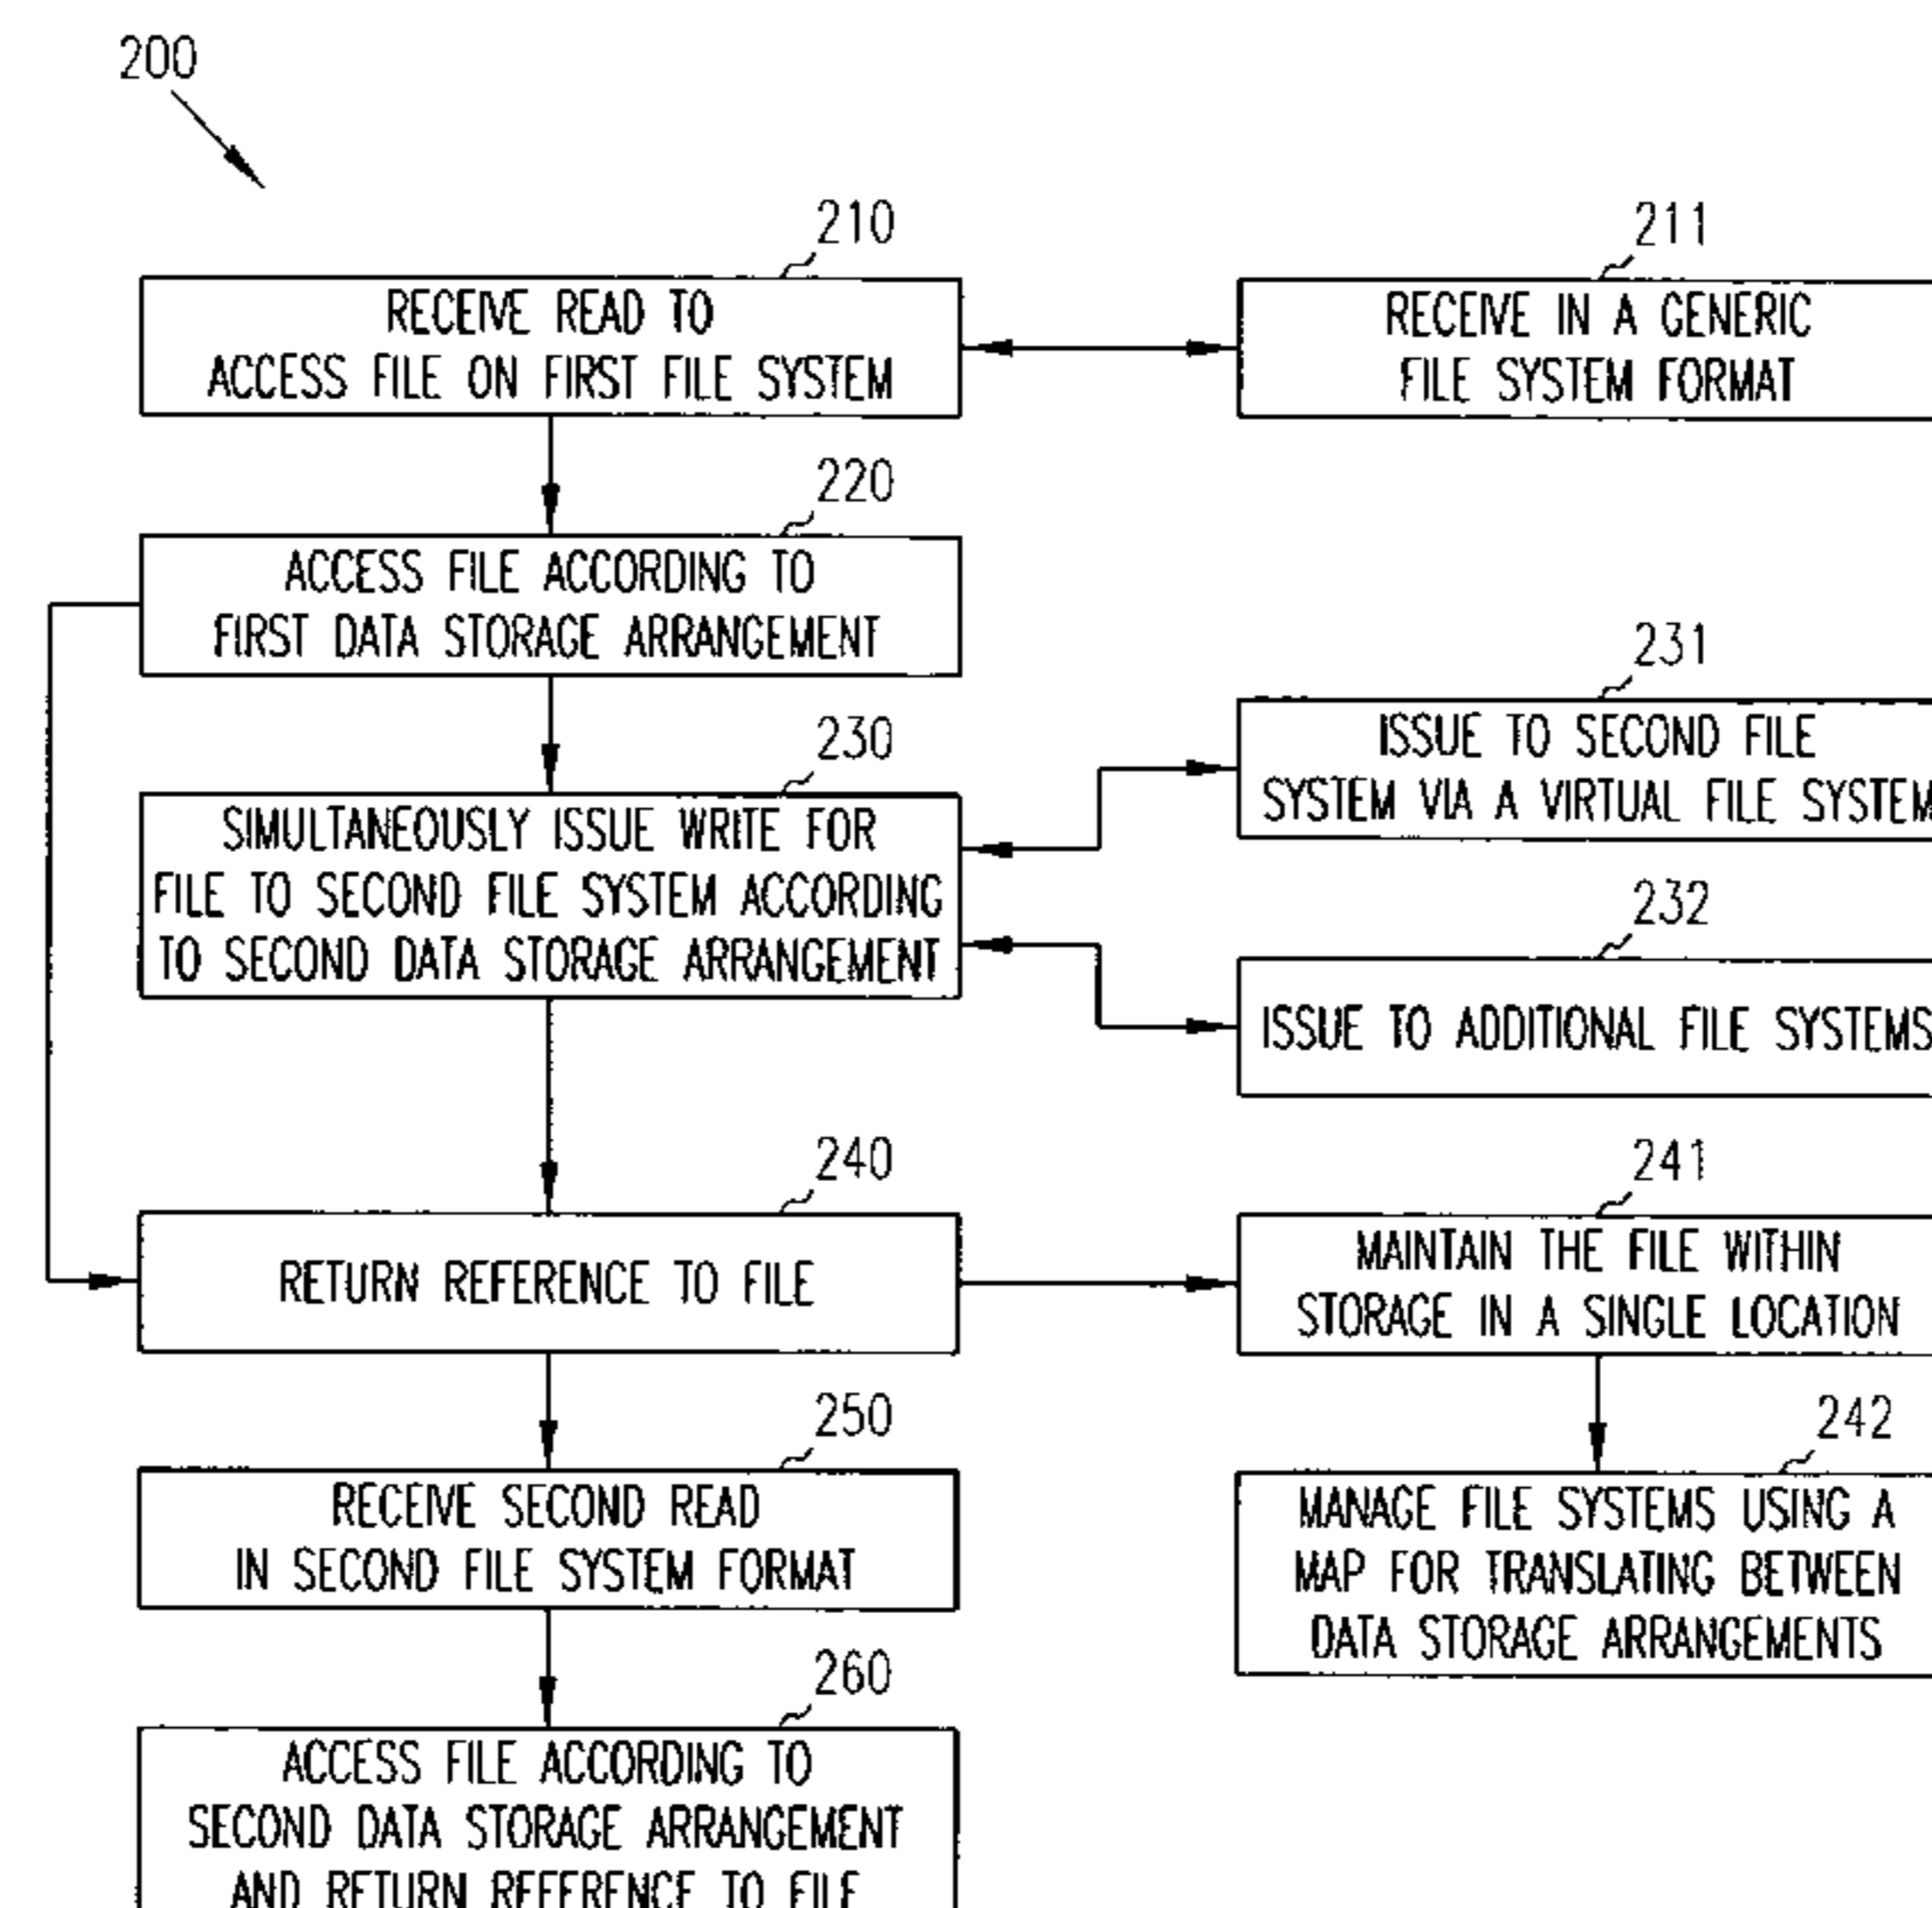 200
210
RECEIVE READ TO
ACCESS FILE ON FIRST FILE SYSTEM
211
RECEIVE IN A GENERIC
FILE SYSTEM FORMAT
220
ACCESS FILE ACCORDING TO
FIRST DATA STORAGE ARRANGEMENT
230
SIMULTANEOUSLY ISSUE WRITE FOR
FILE TO SECOND FILE SYSTEM ACCORDING
TO SECOND DATA STORAGE ARRANGEMENT
231
ISSUE TO SECOND FILE
SYSTEM VIA A VIRTUAL FILE SYSTEM
232
ISSUE TO ADDITIONAL FILE SYSTEMS
240
RETURN REFERENCE TO FILE
241
MAINTAIN THE FILE WITHIN
STORAGE IN A SINGLE LOCATION
242
MANAGE FILE SYSTEMS USING A
MAP FOR TRANSLATING BETWEEN
DATA STORAGE ARRANGEMENTS
250
RECEIVE SECOND READ
IN SECOND FILE SYSTEM FORMAT
260
ACCESS FILE ACCORDING TO
SECOND DATA STORAGE ARRANGEMENT
AND RETURN REFERENCE TO FILE